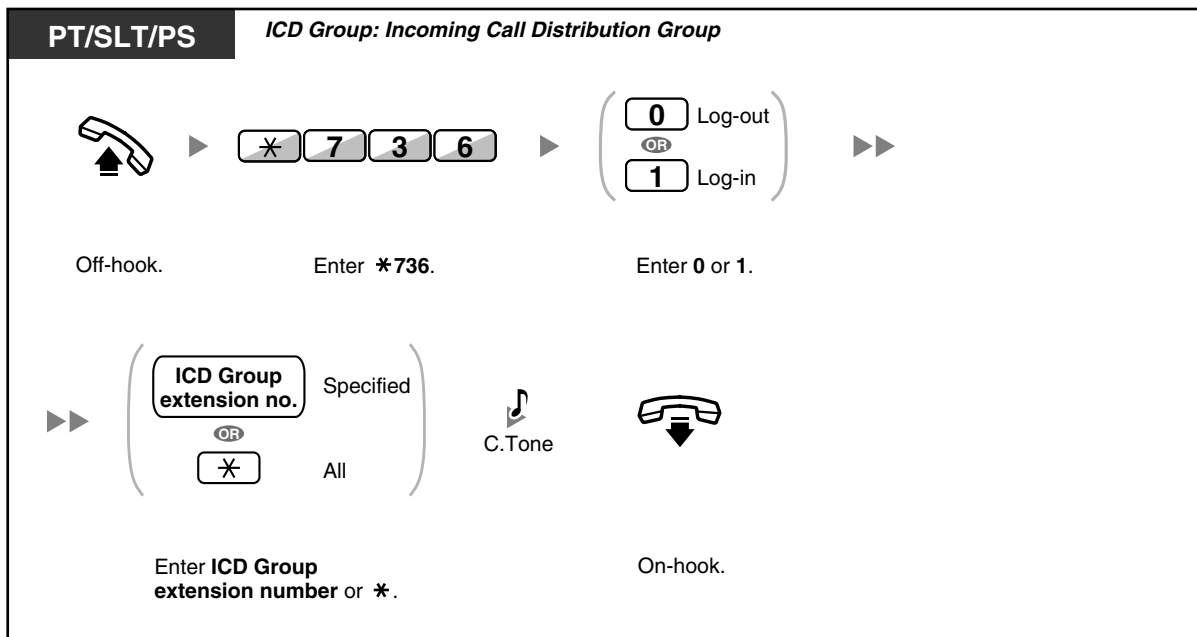 PT/SLT/PS
ICD Group: Incoming Call Distribution Group
* 7 3 6
0 Log-out
OR
1 Log-in
Off-hook.
Enter *736.
Enter 0 or 1.
ICD Group
extension no.
Specified
OR
* All
C.Tone
Enter ICD Group
extension number or *.
On-hook.